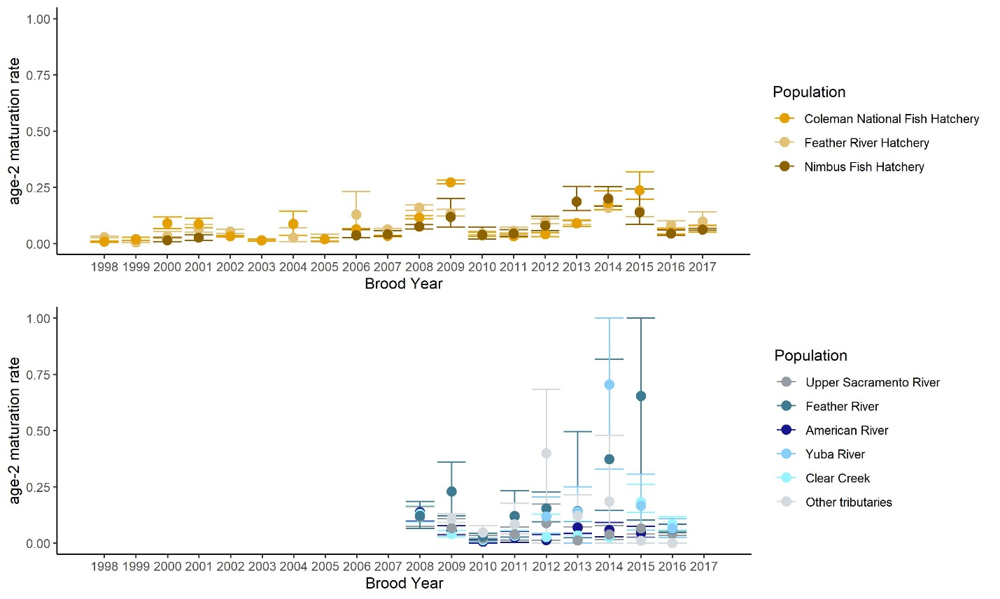 age-2 maturation rate
1.00
0.75
0.50
0.25
0.00
1998 1999 2000 2001 2002 2003 2004 2005 2006 2007 2008 2009 2010 2011 2012 2013 2014 2015 2016 2017
Brood Year
Population
Coleman National Fish Hatchery
Feather River Hatchery
Nimbus Fish Hatchery
age-2 maturation rate
1.00
0.75
0.50
0.25
0.00
1998 1999 2000 2001 2002 2003 2004 2005 2006 2007 2008 2009 2010 2011 2012 2013 2014 2015 2016 2017
Brood Year
Population
Upper Sacramento River
Feather River
American River
Yuba River
Clear Creek
Other tributaries